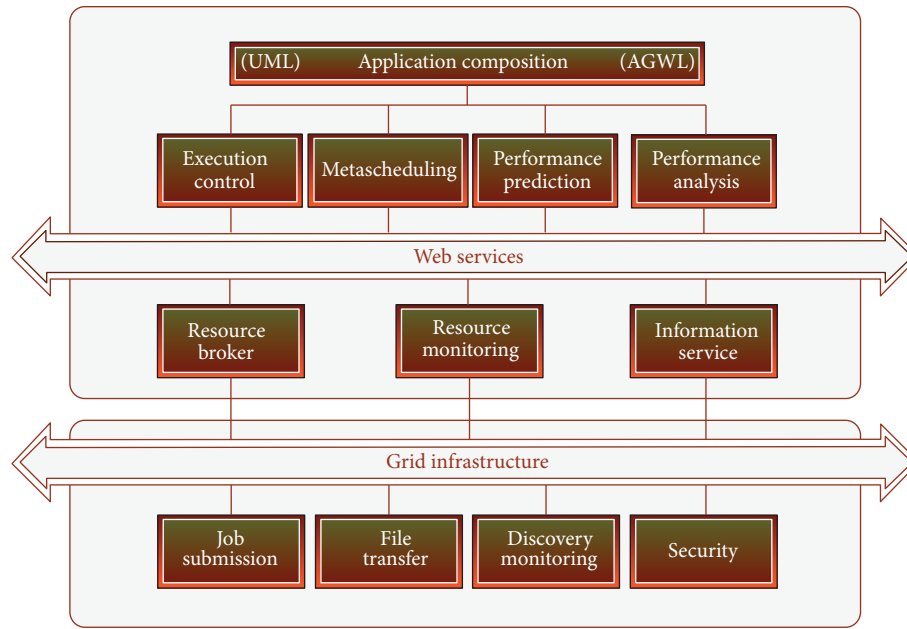 (UML) Application composition (AGWL)
Execution
control
Metascheduling
Performance
prediction
Performance
analysis
Web services
Resource
broker
Resource
monitoring
Information
service
Grid infrastructure
Job
submission
File
transfer
Discovery
monitoring
Security